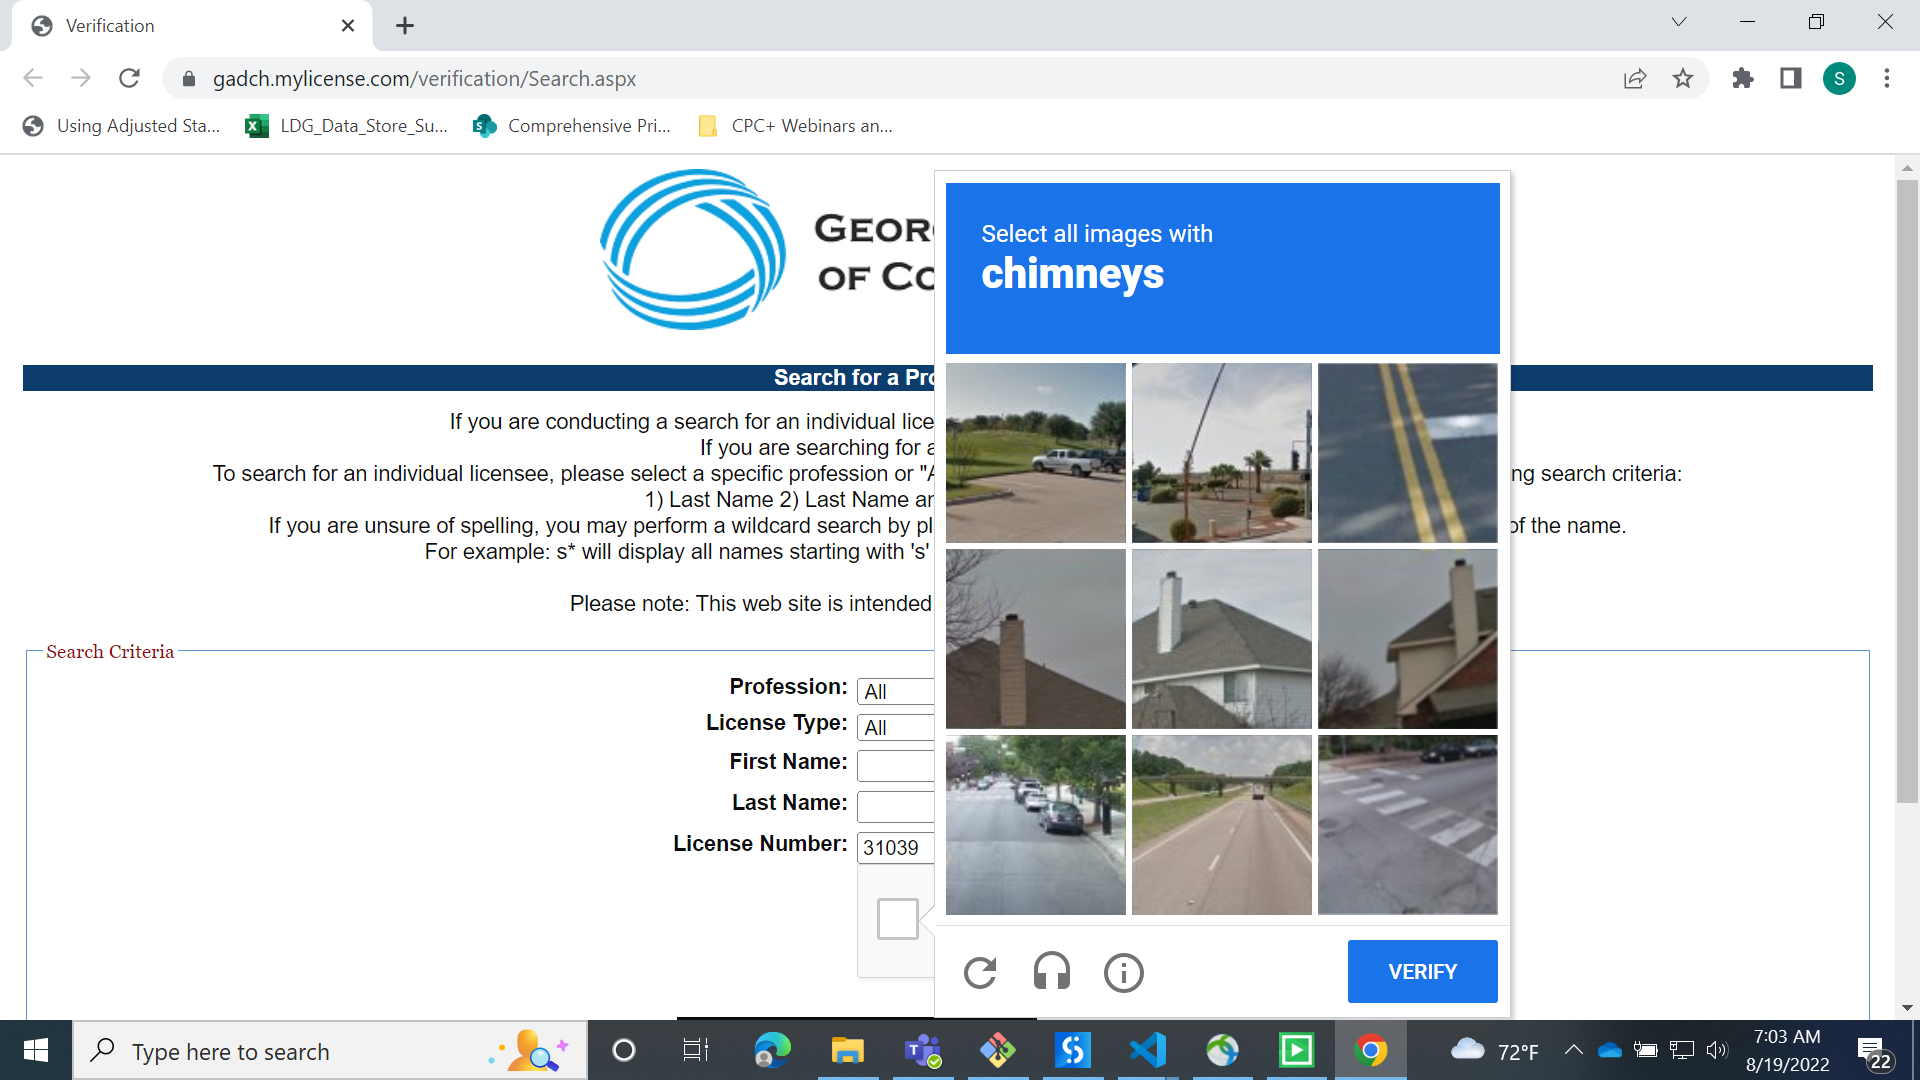 Verification
gadch.mylicense.com/verification/Search.aspx
S
Using Adjusted Sta...
LDG_Data_Store_Su...
Comprehensive Pri...
CPC+ Webinars an...
GEOR
OF CO
Search for a Pro
If you are conducting a search for an individual lice
If you are searching for a
To search for an individual licensee, please select a specific profession or "A
ng search criteria:
1) Last Name 2) Last Name an
If you are unsure of spelling, you may perform a wildcard search by pl
of the name.
For example: s* will display all names starting with 's'
Please note: This web site is intended
Search Criteria
Profession: All
License Type: All
First Name:
Last Name:
License Number: 31039
Select all images with
chimneys
VERIFY
Type here to search
72°F
7:03 AM
8/19/2022
22